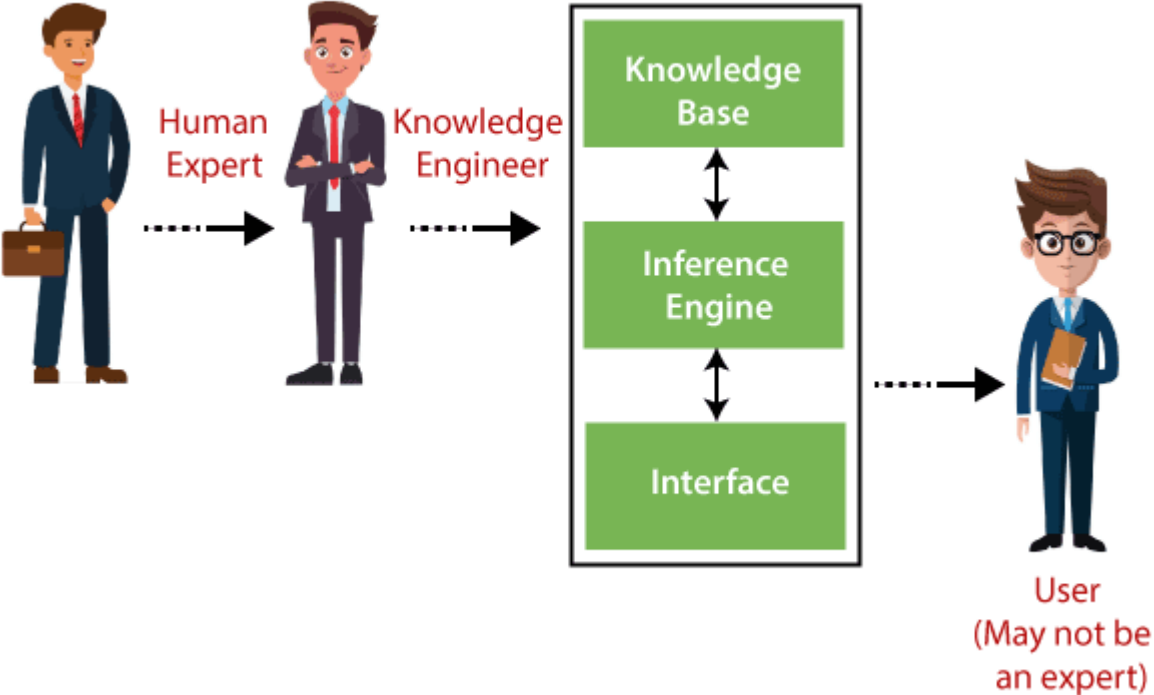 Human
Expert
Knowledge
Engineer
Knowledge
Base
Inference
Engine
Interface
User
(May not be
an expert)